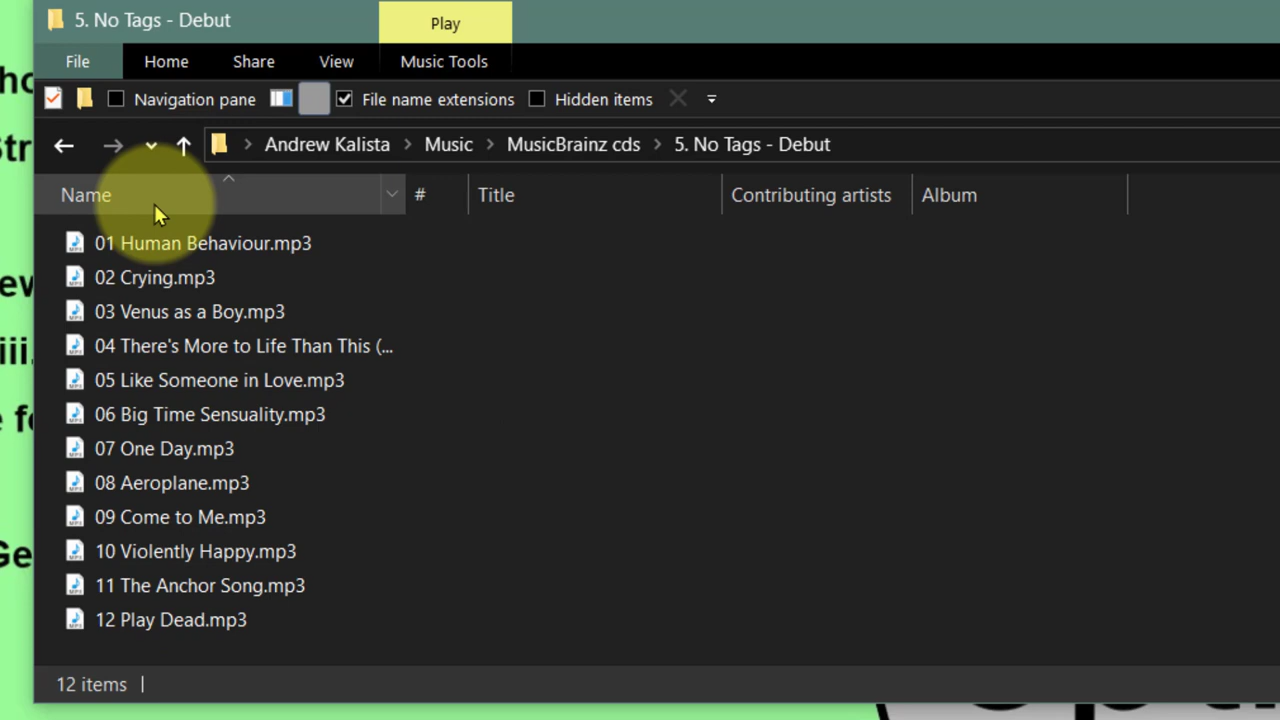 5. No Tags - Debut
Play
File Home Share View Music Tools
Navigation pane File name extensions Hidden items
Andrew Kalista Music MusicBrainz cds 5. No Tags - Debut
Name # Title Contributing artists Album
01 Human Behaviour.mp3
02 Crying.mp3
03 Venus as a Boy.mp3
04 There's More to Life Than This (...
05 Like Someone in Love.mp3
06 Big Time Sensuality.mp3
07 One Day.mp3
08 Aeroplane.mp3
09 Come to Me.mp3
10 Violently Happy.mp3
11 The Anchor Song.mp3
12 Play Dead.mp3
12 items